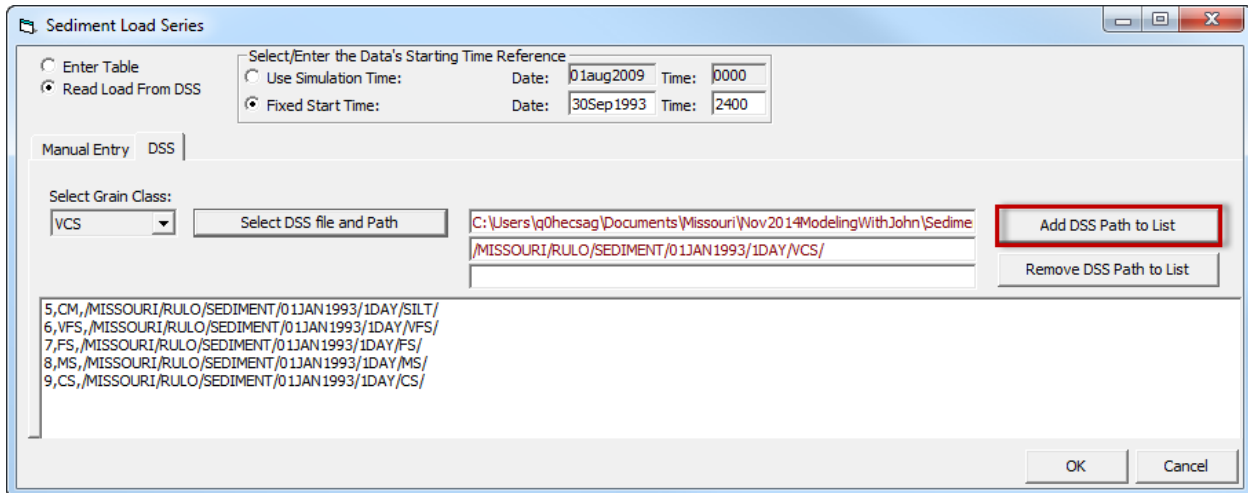 Sediment Load Series
Enter Table
Read Load From DSS
Select/Enter the Data's Starting Time Reference
Use Simulation Time: Date: 01aug2009 Time: 0000
Fixed Start Time: Date: 30Sep1993 Time: 2400
Manual Entry DSS
Select Grain Class:
VCS Select DSS file and Path C:\Users\q0hecsag\Documents\Missouri\Nov2014ModelingWithJohn\Sedime Add DSS Path to List
/MISSOURI/RULO/SEDIMENT/01JAN1993/1DAY/VCS/
Remove DSS Path to List
5,CM,/MISSOURI/RULO/SEDIMENT/01JAN1993/1DAY/SILT/
6,VFS,/MISSOURI/RULO/SEDIMENT/01JAN1993/1DAY/VFS/
7,FS,/MISSOURI/RULO/SEDIMENT/01JAN1993/1DAY/FS/
8,MS,/MISSOURI/RULO/SEDIMENT/01JAN1993/1DAY/MS/
9,CS,/MISSOURI/RULO/SEDIMENT/01JAN1993/1DAY/CS/
OK Cancel